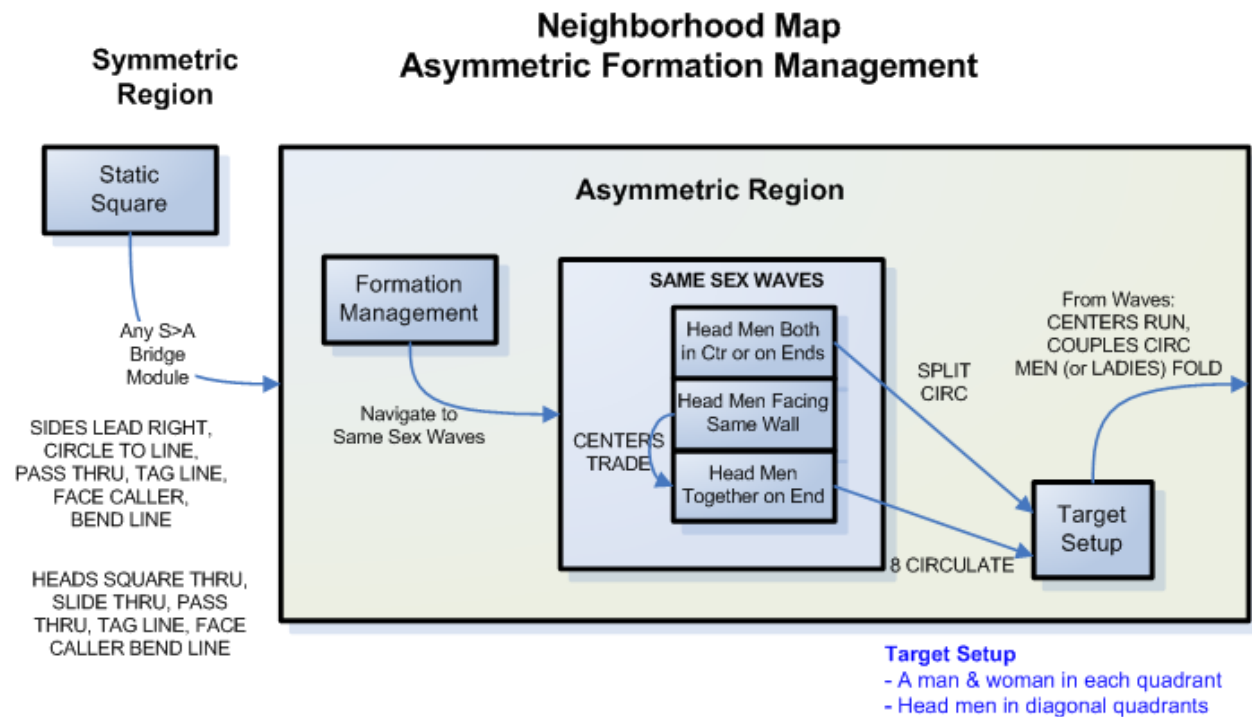 Neighborhood Map
Asymmetric Formation Management
Symmetric
Region
Static
Square
Any S>A
Bridge
Module
SIDES LEAD RIGHT,
CIRCLE TO LINE,
PASS THRU, TAG LINE,
FACE CALLER,
BEND LINE
HEADS SQUARE THRU,
SLIDE THRU, PASS
THRU, TAG LINE, FACE
CALLER BEND LINE
Asymmetric Region
Formation
Management
Navigate to
Same Sex Waves
SAME SEX WAVES
Head Men Both
in Ctr or on Ends
Head Men Facing
Same Wall
CENTERS
TRADE
Head Men
Together on End
SPLIT
CIRC
8 CIRCULATE
From Waves:
CENTERS RUN,
COUPLES CIRC
MEN (or LADIES) FOLD
Target
Setup
Target Setup
- A man & woman in each quadrant
- Head men in diagonal quadrants